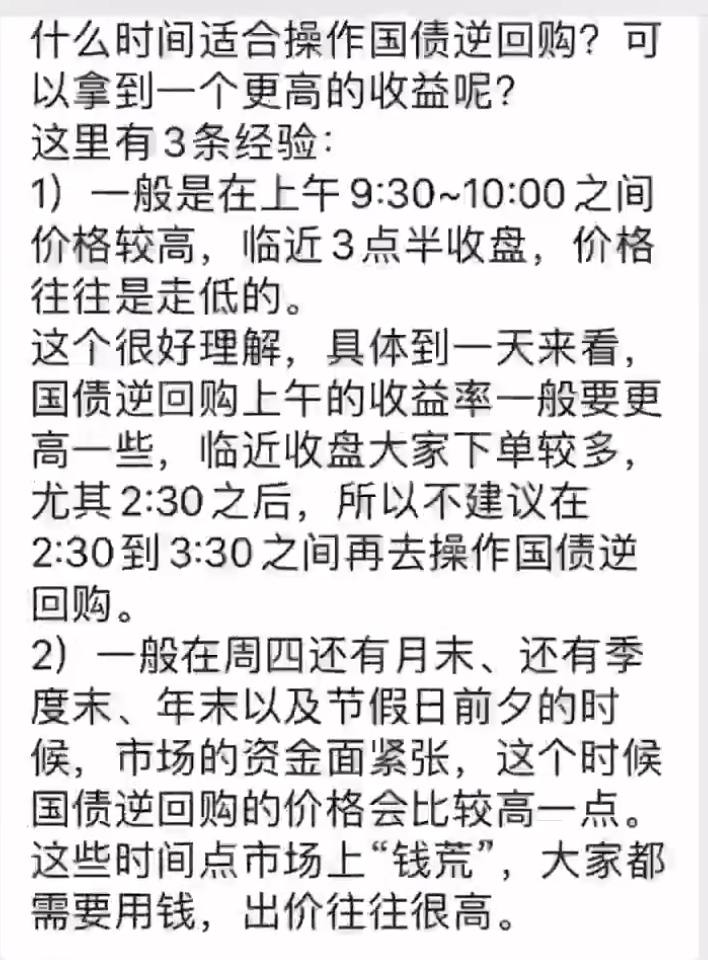 什么时间适合操作国债逆回购？可
以拿到一个更高的收益呢？
这里有3条经验：
1）一般是在上午9:30~10:00之间
价格较高，临近3点半收盘，价格
往往是走低的。
这个很好理解，具体到一天来看，
国债逆回购上午的收益率一般要更
高一些，临近收盘大家下单较多，
尤其2:30之后，所以不建议在
2:30到3:30之间再去操作国债逆
回购。
2）一般在周四还有月末、还有季
度末、年末以及节假日前夕的时
候，市场的资金面紧张，这个时候
国债逆回购的价格会比较高一点。
这些时间点市场上“钱荒”，大家都
需要用钱，出价往往很高。